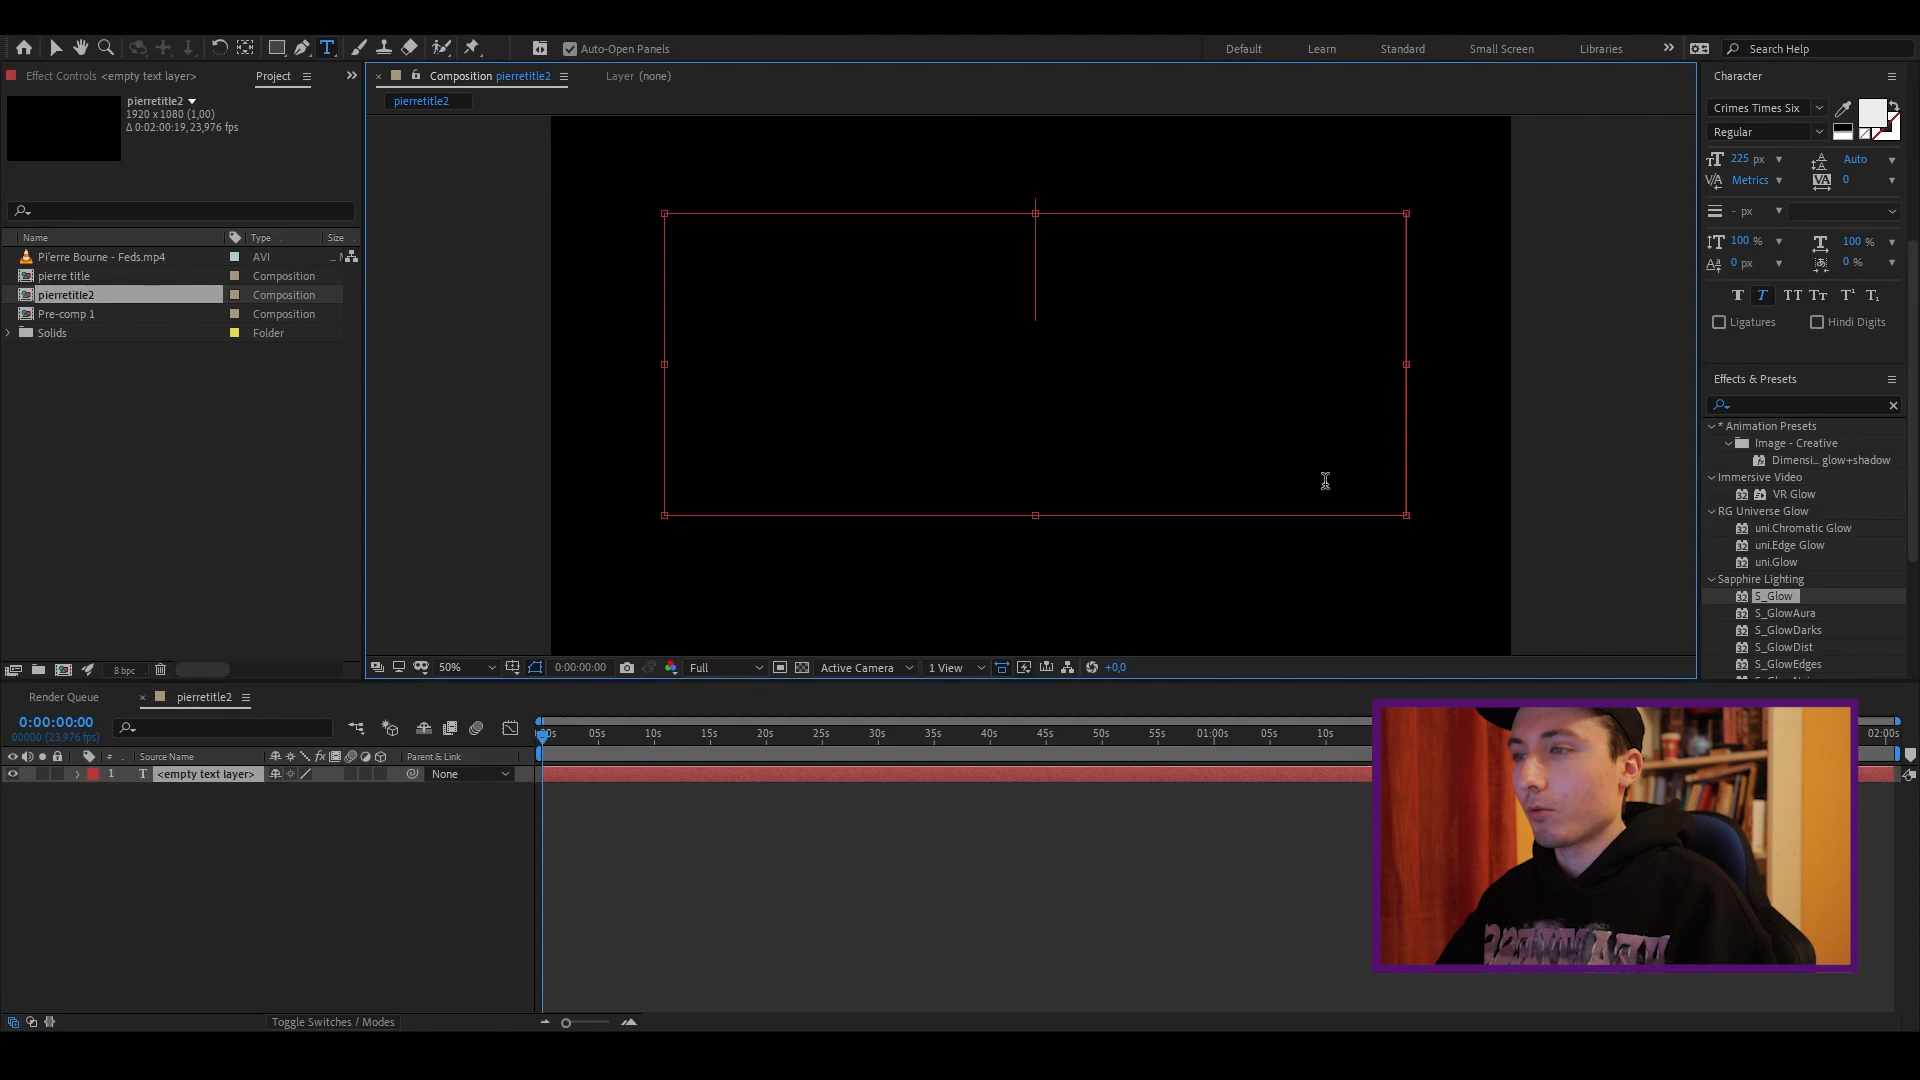 Auto-Open Panels
Default
Learn
Standard
Small Screen
Libraries
Search Help
Effect Controls <empty text layer>
Project
Composition pierretitle2
Layer (none)
Character
pierretitle2
1920 x 1080 (1,00)
Δ 0:02:00:19, 23,976 fps
pierretitle2
Crimes Times Six
Regular
225 px
Auto
Metrics
0
- px
100 %
100 %
0 px
0 %
Ligatures
Hindi Digits
Name
Type
Size
Pi'erre Bourne - Feds.mp4
AVI
pierre title
Composition
pierretitle2
Composition
Pre-comp 1
Composition
Solids
Folder
Effects & Presets
* Animation Presets
Image - Creative
Dimensi... glow+shadow
Immersive Video
VR Glow
RG Universe Glow
uni.Chromatic Glow
uni.Edge Glow
uni.Glow
Sapphire Lighting
S_Glow
S_GlowAura
S_GlowDarks
S_GlowDist
S_GlowEdges
8 bpc
50%
0:00:00:00
Full
Active Camera
1 View
+0,0
Render Queue
pierretitle2
0:00:00:00
00000 (23.976 fps)
05s
10s
15s
20s
25s
30s
35s
40s
45s
50s
55s
01:00s
05s
10s
02:00s
#
Source Name
Parent & Link
1
T
<empty text layer>
None
Toggle Switches / Modes